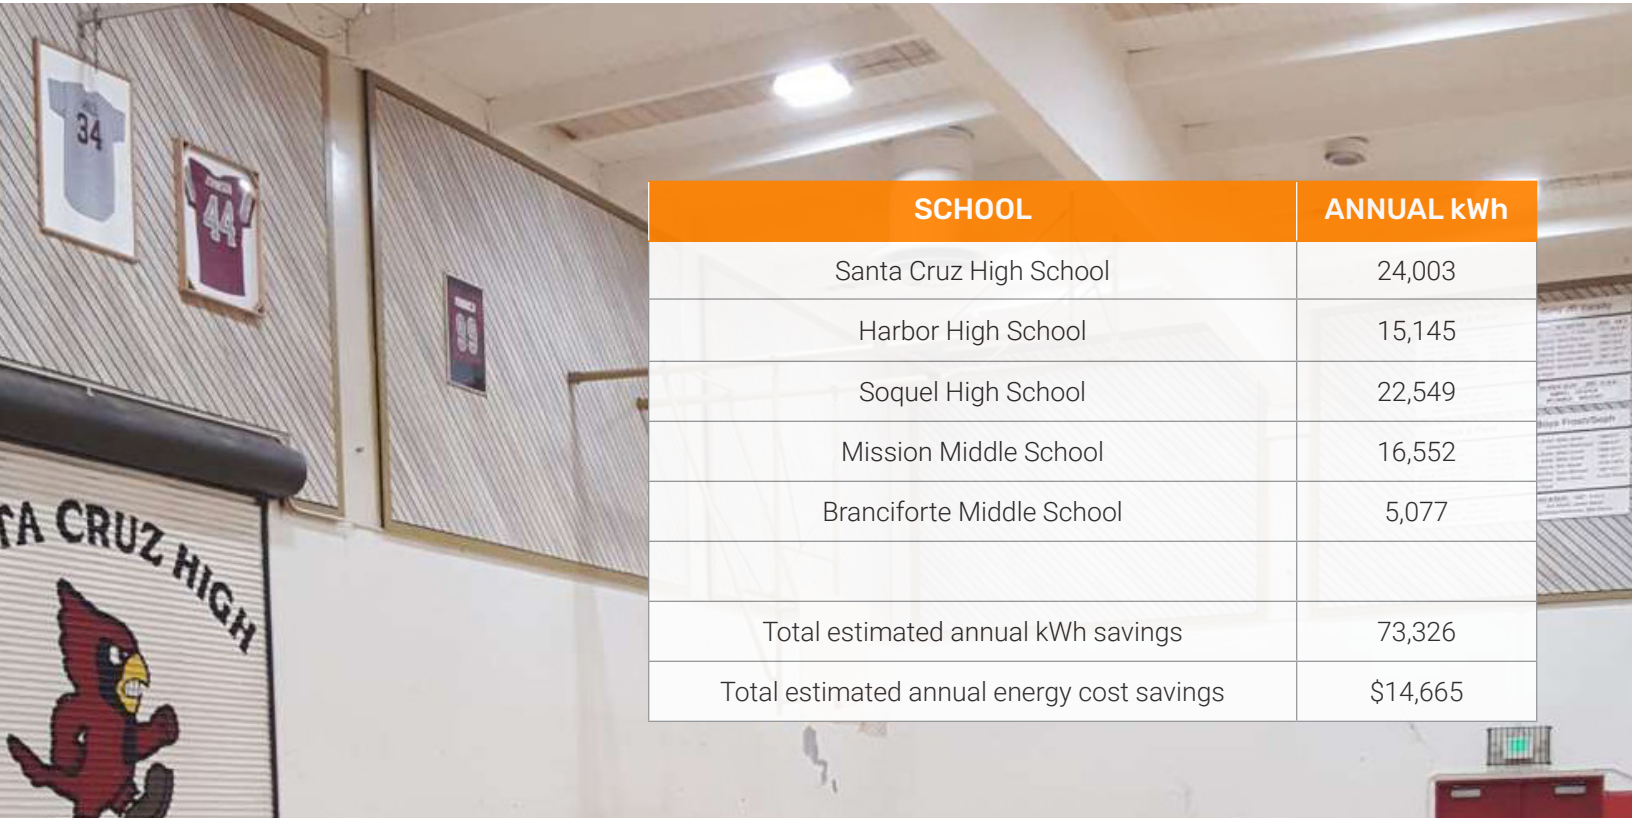 34
44
SCHOOL ANNUAL kWh
Santa Cruz High School 24,003
Harbor High School 15,145
Soquel High School 22,549
Mission Middle School 16,552
Branciforte Middle School 5,077
Total estimated annual kWh savings 73,326
Total estimated annual energy cost savings $14,665
TA CRUZ HIGH